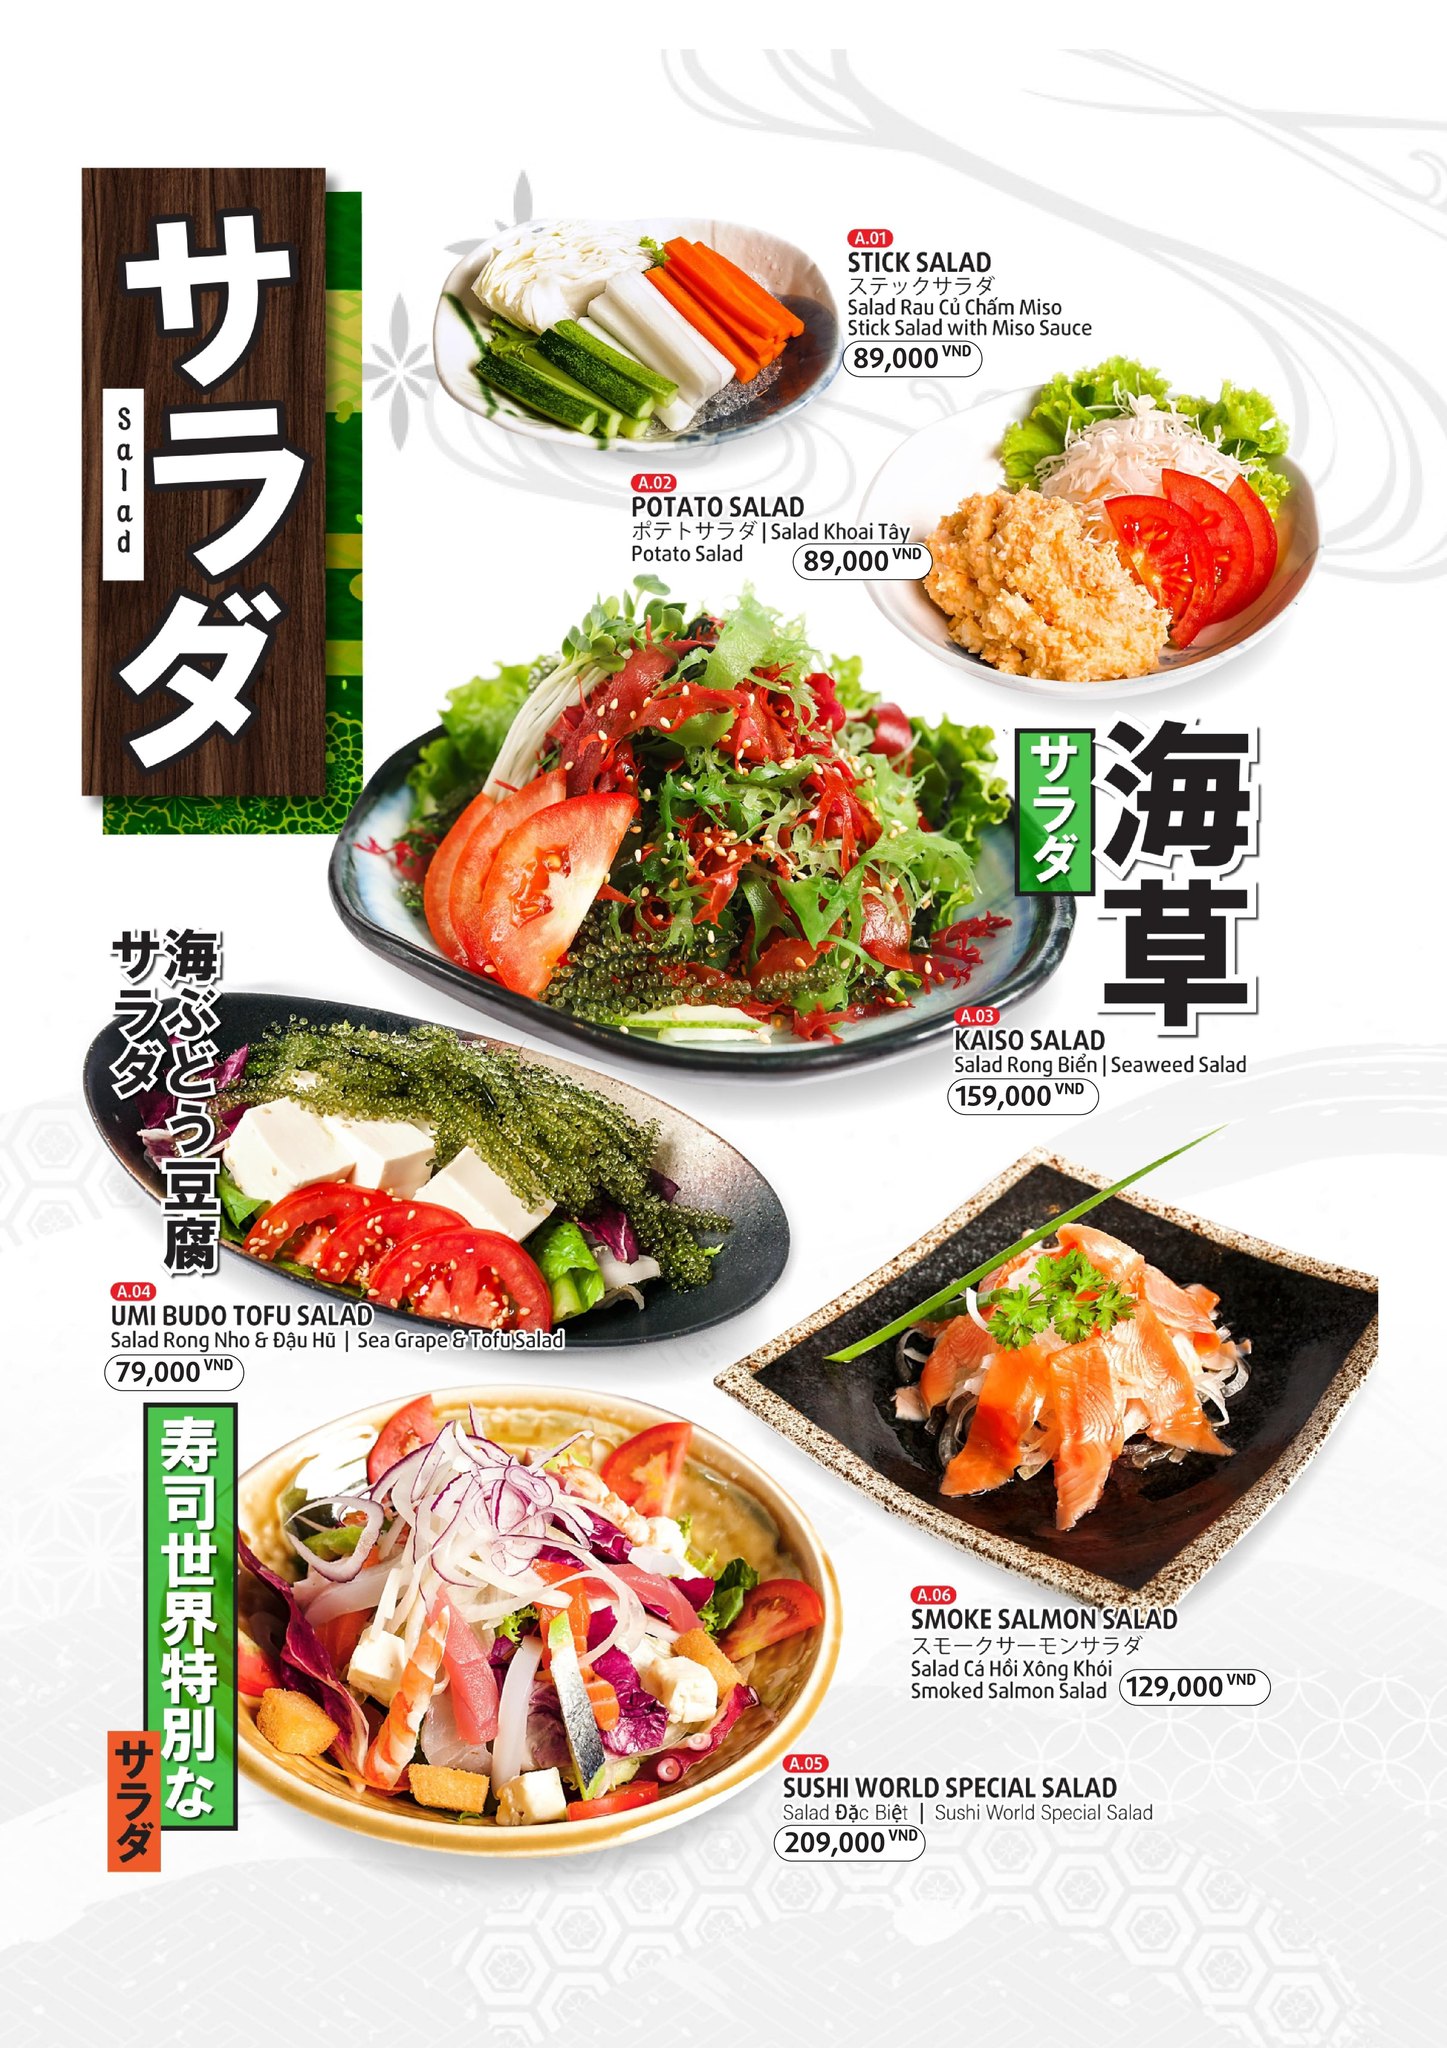 サラダ
Salad
A.01
STICK SALAD
ステックサラダ
Salad Rau Củ Chấm Miso
Stick Salad with Miso Sauce
89,000 VND
A.02
POTATO SALAD
ポテトサラダ | Salad Khoai Tây
Potato Salad
89,000 VND
海草
サラダ
A.03
KAISO SALAD
Salad Rong Biển | Seaweed Salad
159,000 VND
海ぶどう豆腐
サラダ
A.04
UMI BUDO TOFU SALAD
Salad Rong Nho & Đậu Hũ | Sea Grape & Tofu Salad
79,000 VND
寿司世界特別な
サラダ
A.06
SMOKE SALMON SALAD
スモークサーモンサラダ
Salad Cá Hồi Xông Khói
Smoked Salmon Salad
129,000 VND
A.05
SUSHI WORLD SPECIAL SALAD
Salad Đặc Biệt | Sushi World Special Salad
209,000 VND